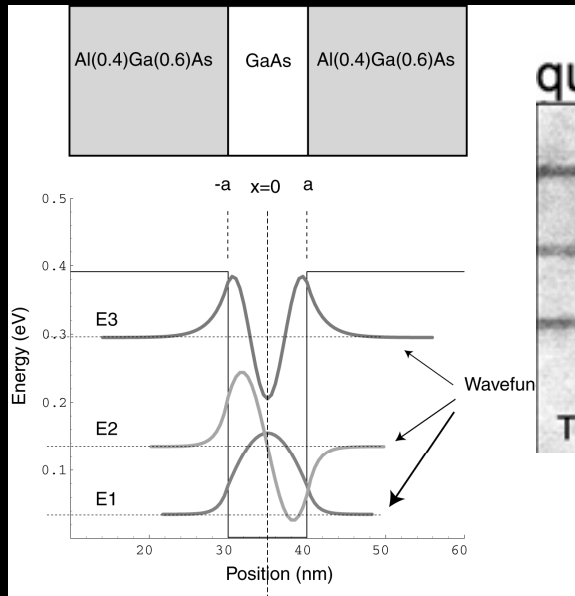 Al(0.4)Ga(0.6)As GaAs Al(0.4)Ga(0.6)As
qu
-a x=0 a
0.5
0.4
E3
0.3
Energy (eV)
Wavefun
0.2
E2
T
0.1
E1
20 30 40 50 60
Position (nm)